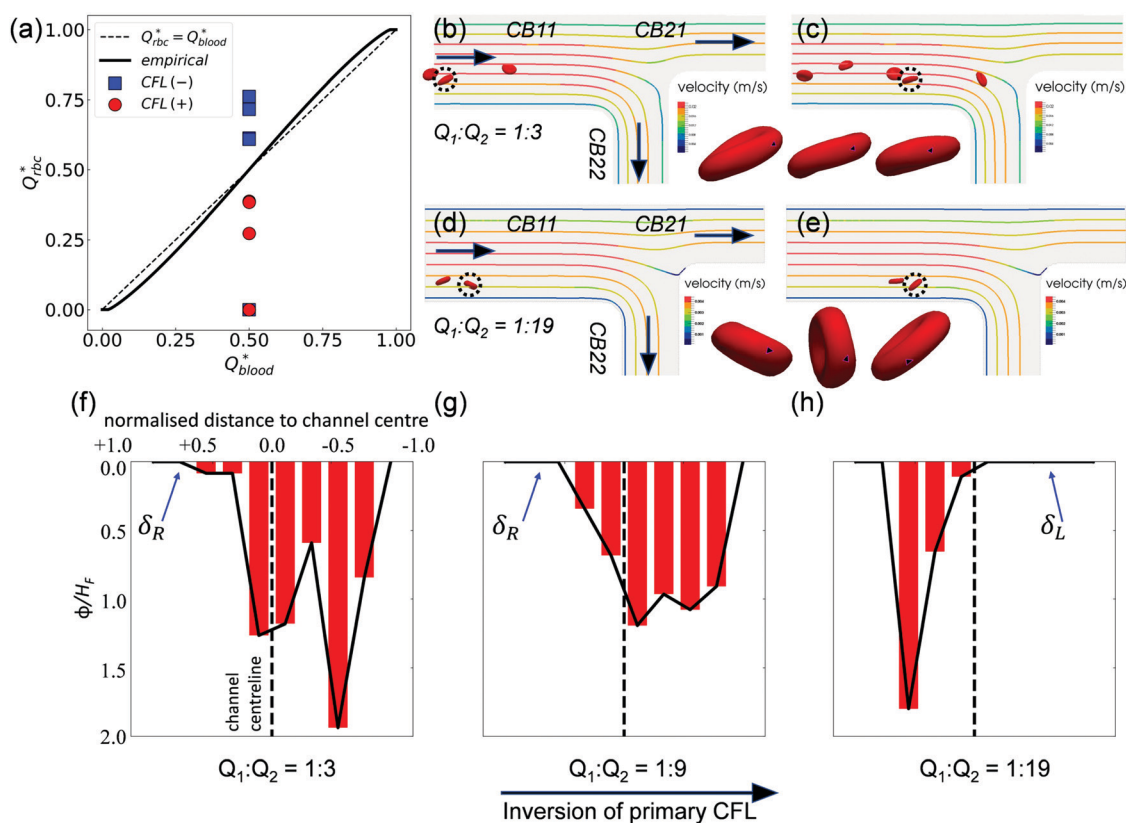 (a)
1.00
0.75
0.50
0.25
0.00
Q*rbc
0.00 0.25 0.50 0.75 1.00
Q*blood
Q*rbc = Q*blood
empirical
CFL (−)
CFL (+)
(b) CB11 CB21
Q1:Q2 = 1:3
CB22
velocity (m/s)
(c)
velocity (m/s)
(d) CB11 CB21
Q1:Q2 = 1:19
CB22
velocity (m/s)
(e)
velocity (m/s)
(f) (g) (h)
normalised distance to channel centre
+1.0 +0.5 0.0 -0.5 -1.0
0.0
0.5
1.0
1.5
2.0
ϕ/HF
δR
channel
centreline
δR
δL
Q1:Q2 = 1:3
Q1:Q2 = 1:9
Q1:Q2 = 1:19
Inversion of primary CFL